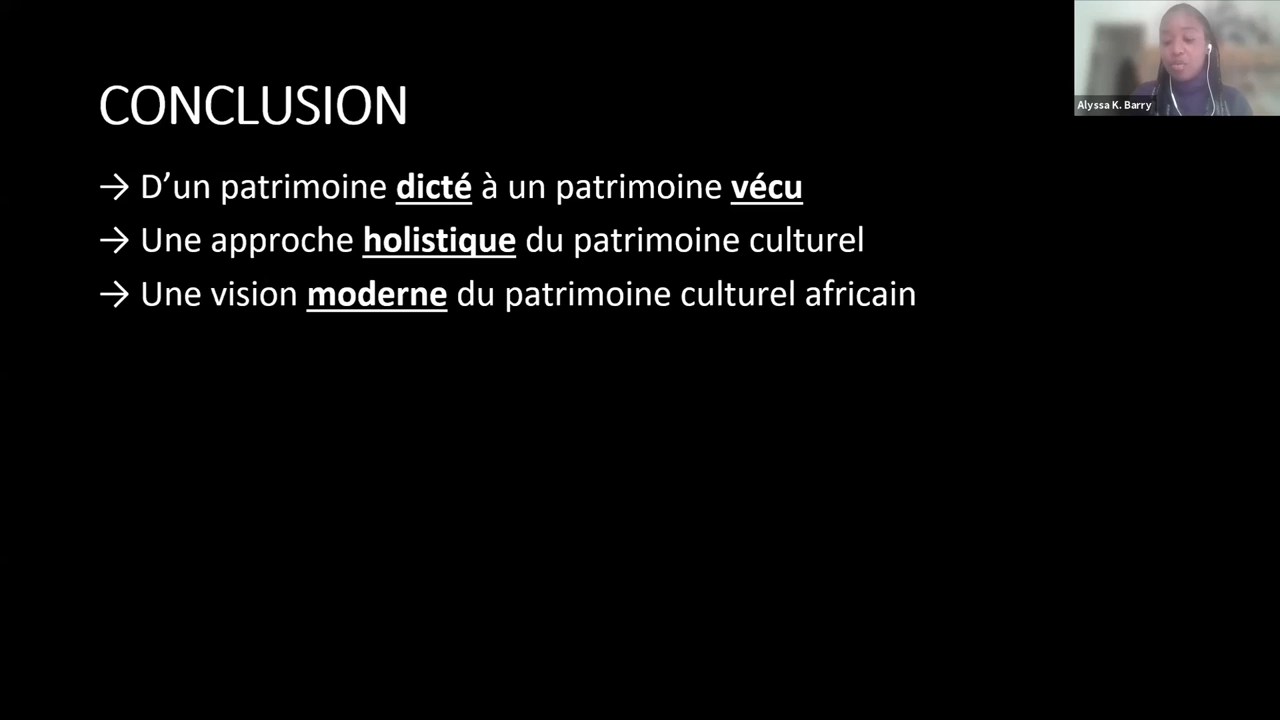 CONCLUSION
→ D’un patrimoine dicté à un patrimoine vécu
→ Une approche holistique du patrimoine culturel
→ Une vision moderne du patrimoine culturel africain
Alyssa K. Barry